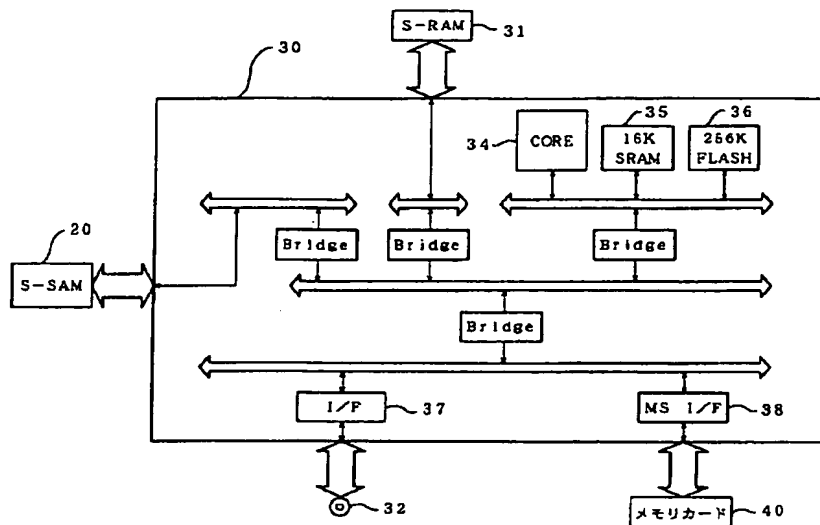 S-RAM 31
30
34 CORE
35
16K
SRAM
36
256K
FLASH
20
S-SAM
Bridge Bridge Bridge
Bridge
I/F 37
MS I/F 38
32
メモリカード 40